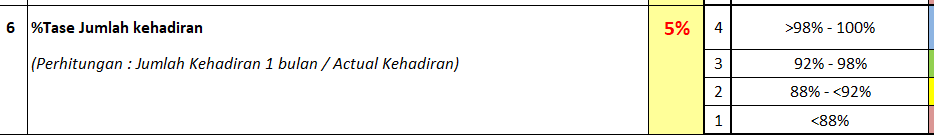 6 %Tase Jumlah kehadiran 5% 4 >98% - 100%
(Perhitungan : Jumlah Kehadiran 1 bulan / Actual Kehadiran) 3 92% - 98%
2 88% - <92%
1 <88%